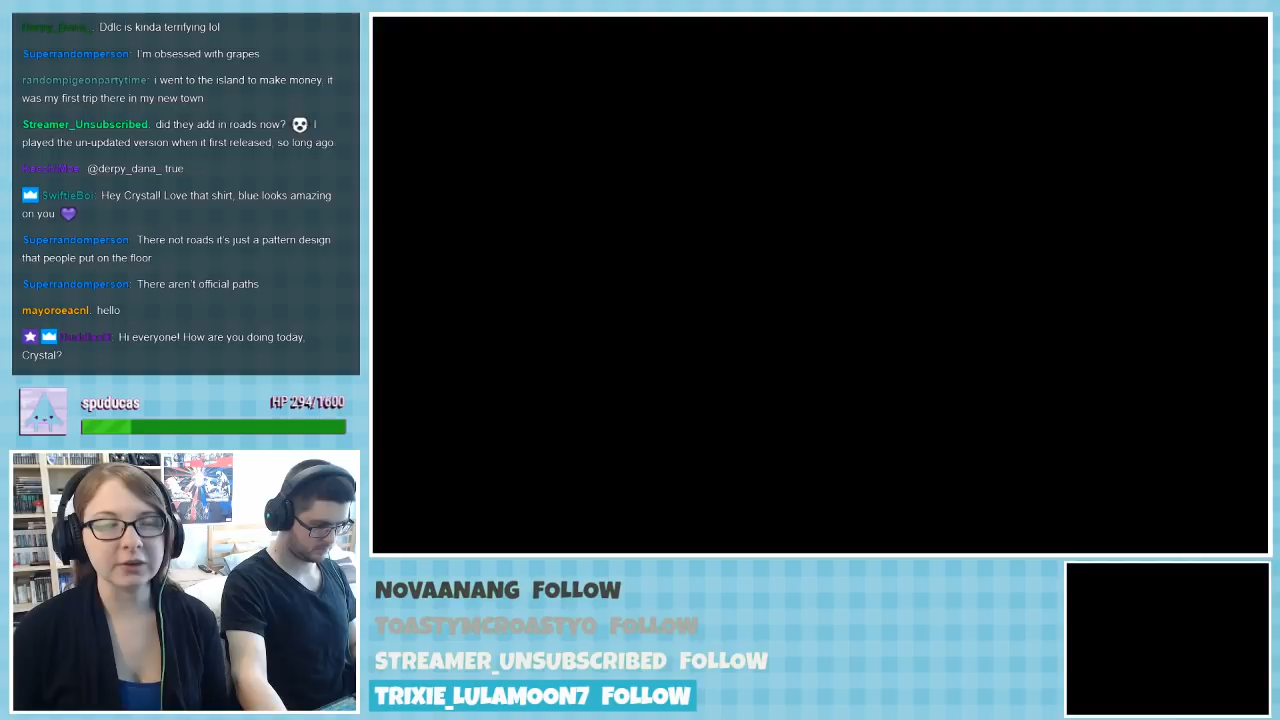 Ddlc is kinda terrifying lol
Superrandomperson: I'm obsessed with grapes
randompigeonpartytime: i went to the island to make money, it
was my first trip there in my new town
Streamer_Unsubscribed: did they add in roads now? I
played the un-updated version when it first released, so long ago.
@derpy_dana_ true
SwiftieBoi: Hey Crystal! Love that shirt, blue looks amazing
on you
Superrandomperson: There not roads it's just a pattern design
that people put on the floor
Superrandomperson: There aren't official paths
mayoroeacnl: hello
Hi everyone! How are you doing today,
Crystal?
spuducas HP 294/1600
NOVAANANG FOLLOW
TOASTYMCROASTYO FOLLOW
STREAMER_UNSUBSCRIBED FOLLOW
TRIXIE_LULAMOON7 FOLLOW